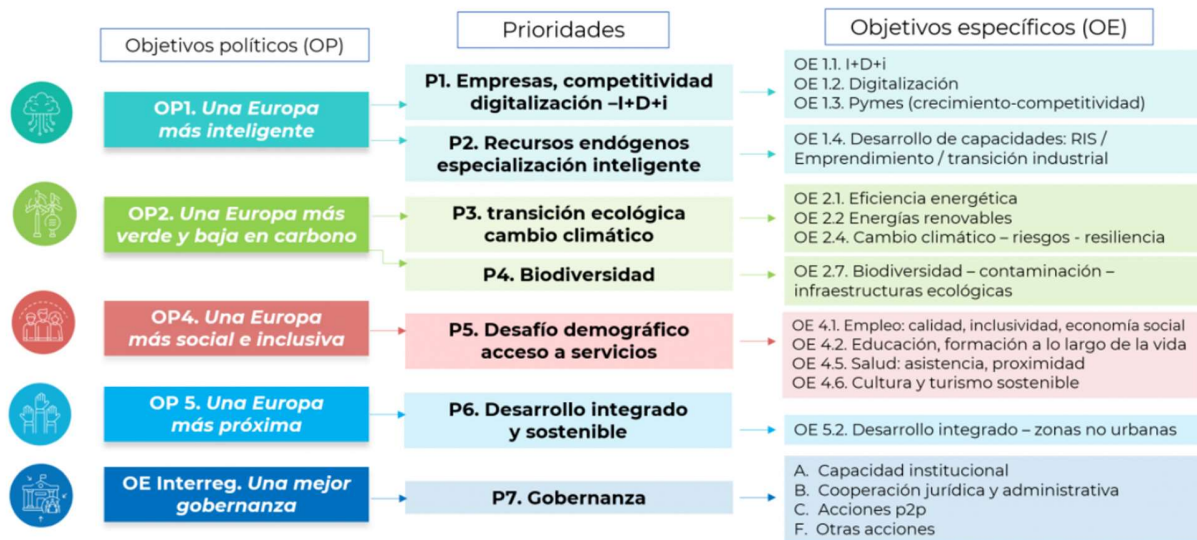 Objetivos políticos (OP)
Prioridades
Objetivos específicos (OE)
OP1. Una Europa
más inteligente
P1. Empresas, competitividad
digitalización –I+D+i
OE 1.1. I+D+i
OE 1.2. Digitalización
OE 1.3. Pymes (crecimiento-competitividad)
P2. Recursos endógenos
especialización inteligente
OE 1.4. Desarrollo de capacidades: RIS /
Emprendimiento / transición industrial
OP2. Una Europa más
verde y baja en carbono
P3. transición ecológica
cambio climático
OE 2.1. Eficiencia energética
OE 2.2 Energías renovables
OE 2.4. Cambio climático – riesgos - resiliencia
P4. Biodiversidad
OE 2.7. Biodiversidad – contaminación –
infraestructuras ecológicas
OP4. Una Europa
más social e inclusiva
P5. Desafío demográfico
acceso a servicios
OE 4.1. Empleo: calidad, inclusividad, economía social
OE 4.2. Educación, formación a lo largo de la vida
OE 4.5. Salud: asistencia, proximidad
OE 4.6. Cultura y turismo sostenible
OP 5. Una Europa
más próxima
P6. Desarrollo integrado
y sostenible
OE 5.2. Desarrollo integrado – zonas no urbanas
OE Interreg. Una mejor
gobernanza
P7. Gobernanza
A. Capacidad institucional
B. Cooperación jurídica y administrativa
C. Acciones p2p
F. Otras acciones